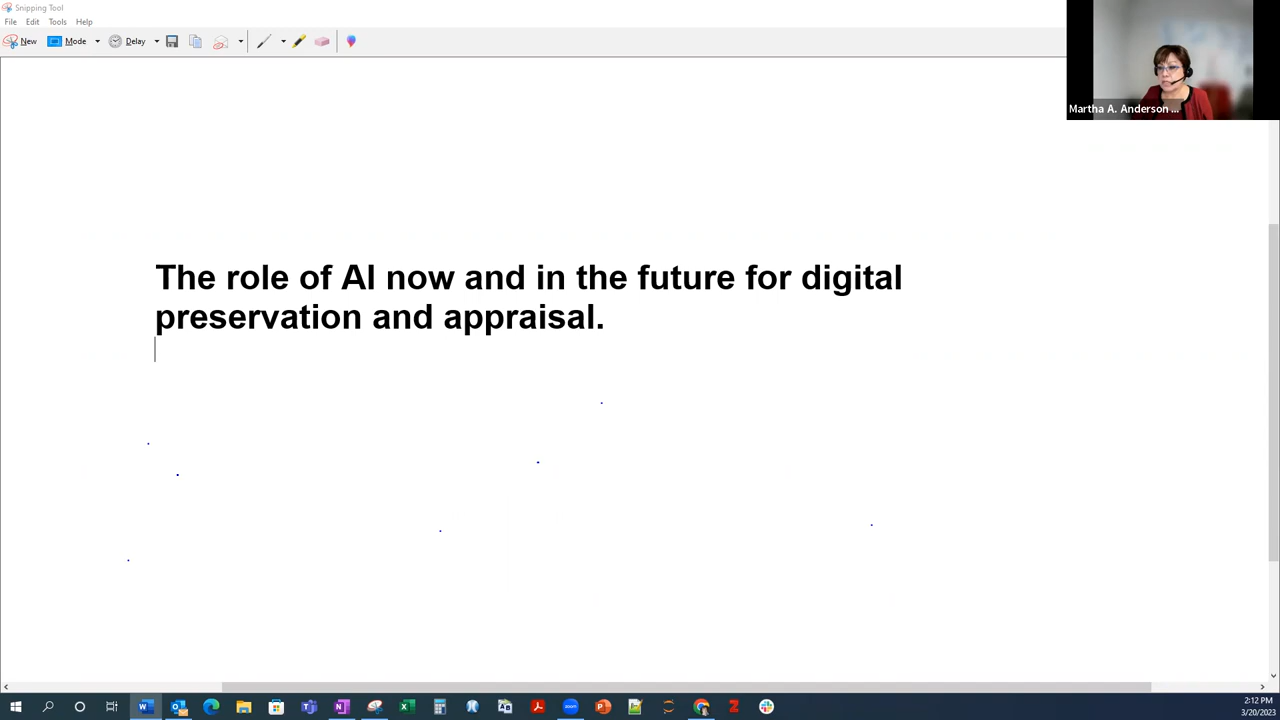 Snipping Tool
File Edit Tools Help
New Mode Delay
Martha A. Anderson ...
The role of AI now and in the future for digital
preservation and appraisal.
2:12 PM
3/20/2023